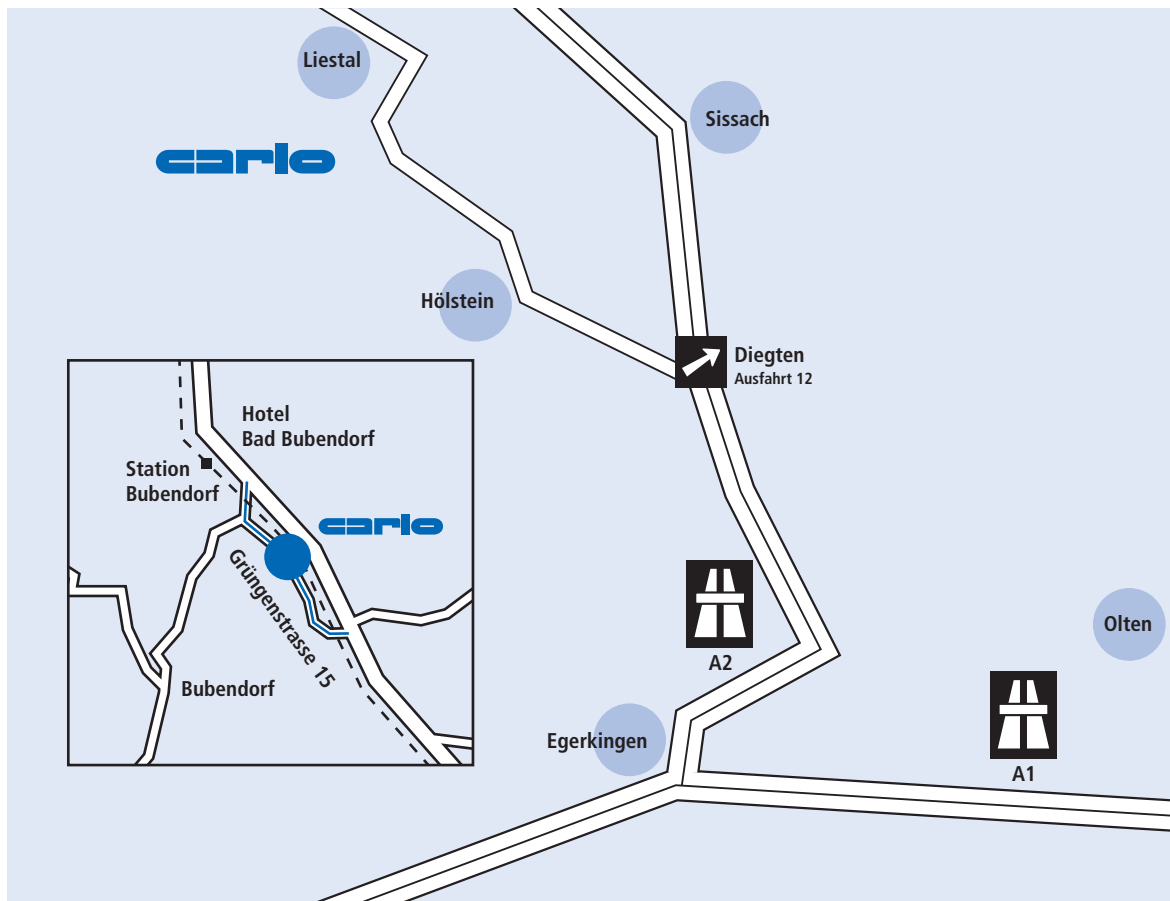 Liestal
Sissach
carlo
Hölstein
Diegten
Ausfahrt 12
Hotel
Bad Bubendorf
Station
Bubendorf
carlo
Grüngenstrasse 15
Bubendorf
A2
Olten
Egerkingen
A1